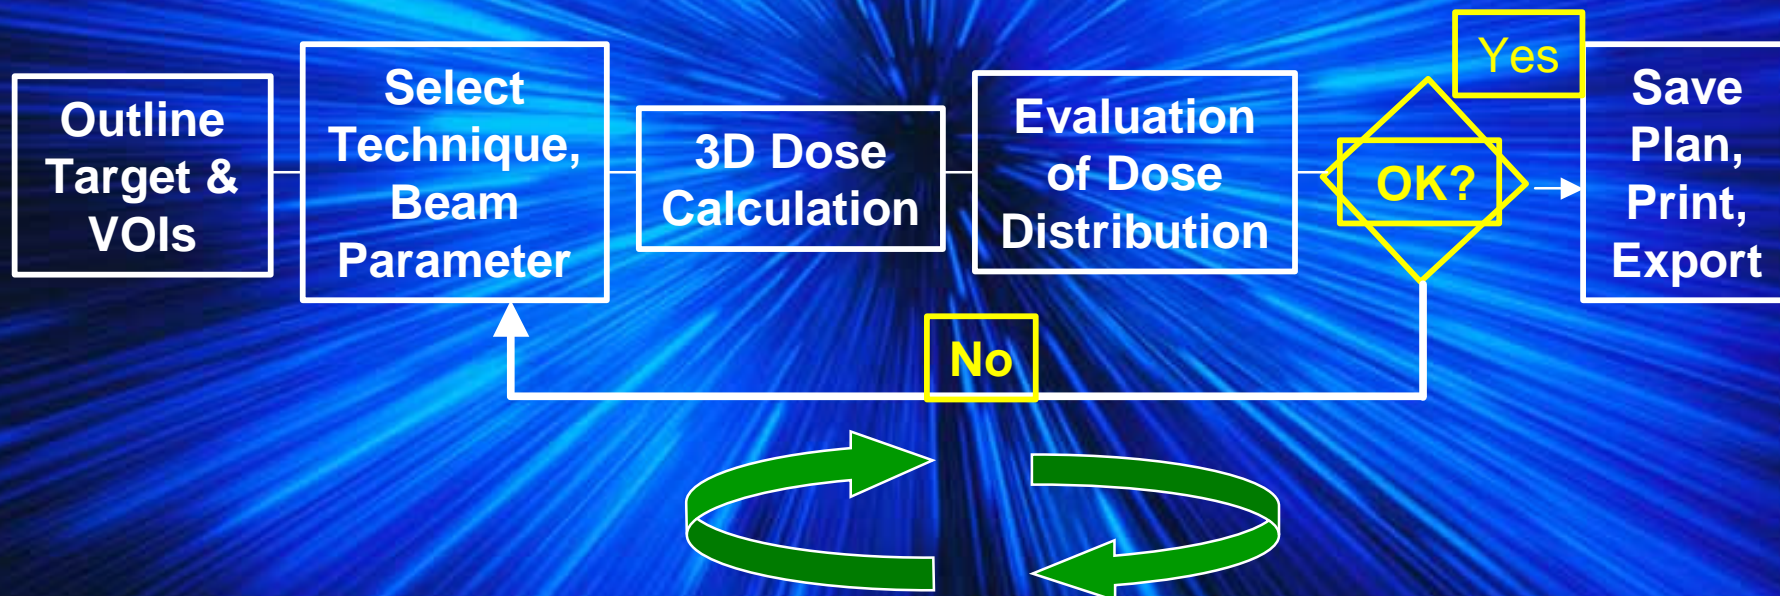 Outline
Target &
VOIs
Select
Technique,
Beam
Parameter
3D Dose
Calculation
Evaluation
of Dose
Distribution
OK?
Yes
Save
Plan,
Print,
Export
No